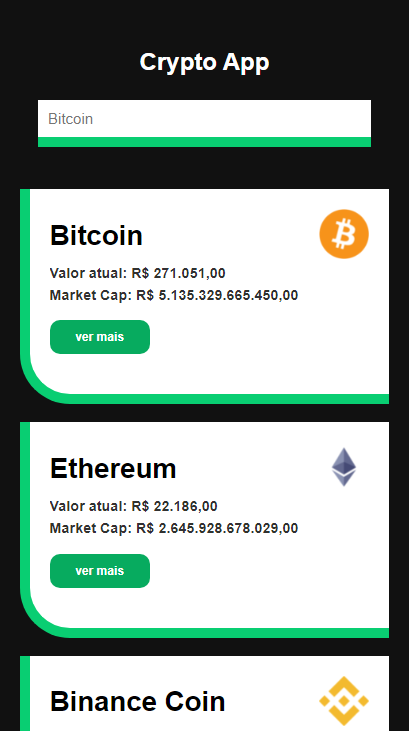 Crypto App
Bitcoin
Bitcoin
Valor atual: R$ 271.051,00
Market Cap: R$ 5.135.329.665.450,00
ver mais
Ethereum
Valor atual: R$ 22.186,00
Market Cap: R$ 2.645.928.678.029,00
ver mais
Binance Coin